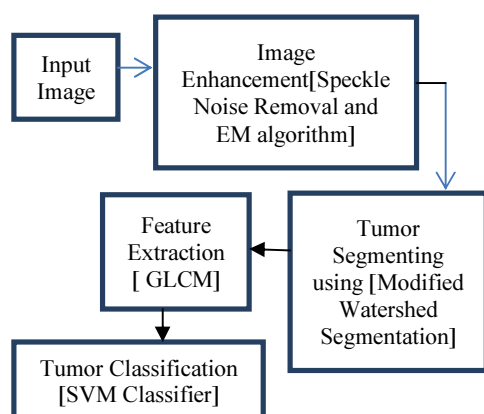 Input
Image
Image
Enhancement[Speckle
Noise Removal and
EM algorithm]
Tumor
Segmenting
using [Modified
Watershed
Segmentation]
Feature
Extraction
[ GLCM]
Tumor Classification
[SVM Classifier]